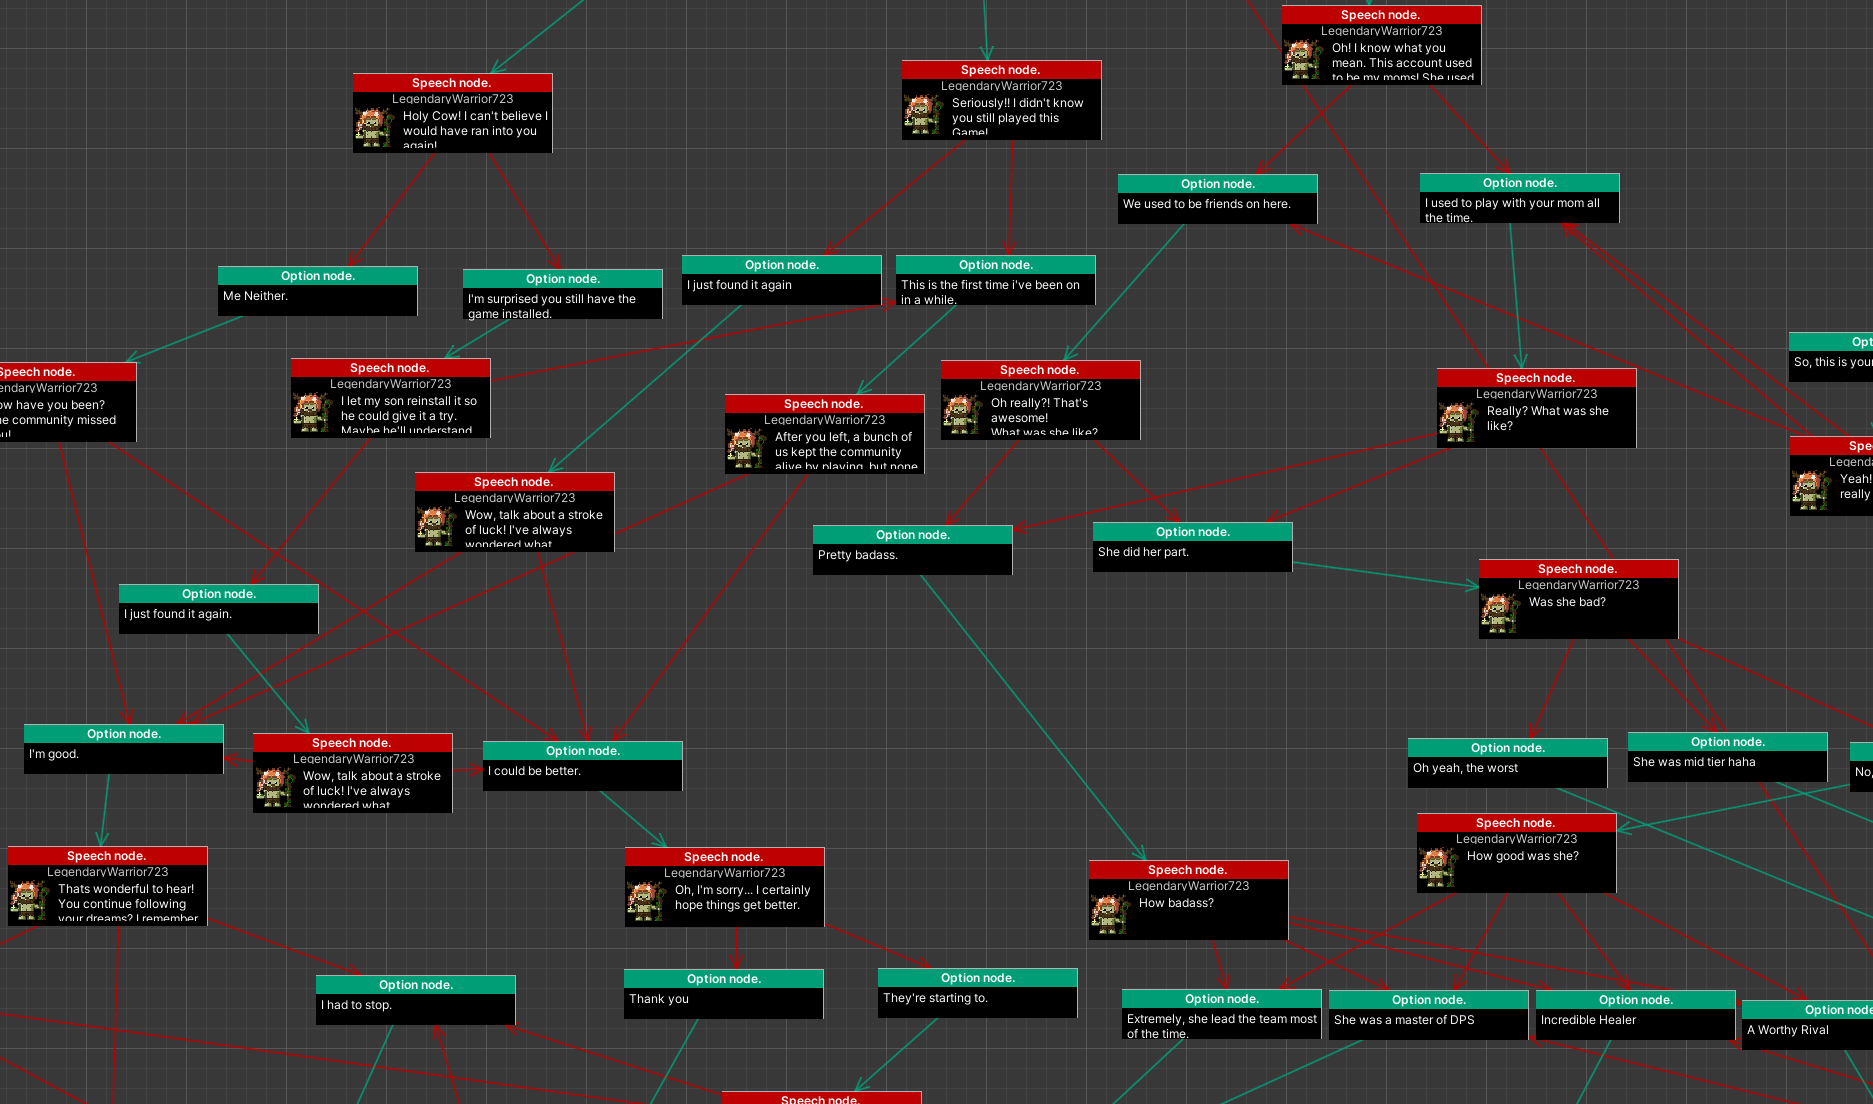 Speech node.
LegendaryWarrior723
Oh! I know what you
mean. This account used
to be my moms! She used
Speech node.
LegendaryWarrior723
Seriously!! I didn't know
you still played this
Game!
Speech node.
LegendaryWarrior723
Holy Cow! I can't believe I
would have ran into you
again!
Option node.
We used to be friends on here.
Option node.
I used to play with your mom all
the time.
Option node.
Me Neither.
Option node.
I'm surprised you still have the
game installed.
Option node.
I just found it again
Option node.
This is the first time i've been on
in a while.
Opt
So, this is your
Speech node.
endaryWarrior723
ow have you been?
e community missed
u!
Speech node.
LegendaryWarrior723
I let my son reinstall it so
he could give it a try.
Maybe he'll understand
Speech node.
LegendaryWarrior723
After you left, a bunch of
us kept the community
alive by playing, but none
Speech node.
LegendaryWarrior723
Oh really?! That's
awesome!
What was she like?
Speech node.
LegendaryWarrior723
Really? What was she
like?
Spe
Legenda
Yeah!
really
Speech node.
LegendaryWarrior723
Wow, talk about a stroke
of luck! I've always
wondered what
Option node.
Pretty badass.
Option node.
She did her part.
Speech node.
LegendaryWarrior723
Was she bad?
Option node.
I just found it again.
Option node.
I'm good.
Speech node.
LegendaryWarrior723
Wow, talk about a stroke
of luck! I've always
wondered what
Option node.
I could be better.
Option node.
Oh yeah, the worst
Option node.
She was mid tier haha
No,
Speech node.
LegendaryWarrior723
How good was she?
Speech node.
LegendaryWarrior723
Thats wonderful to hear!
You continue following
your dreams? I remember
Speech node.
LegendaryWarrior723
Oh, I'm sorry... I certainly
hope things get better.
Speech node.
LegendaryWarrior723
How badass?
Option node.
I had to stop.
Option node.
Thank you
Option node.
They're starting to.
Option node.
Extremely, she lead the team most
of the time.
Option node.
She was a master of DPS
Option node.
Incredible Healer
Option node
A Worthy Rival
Speech node.